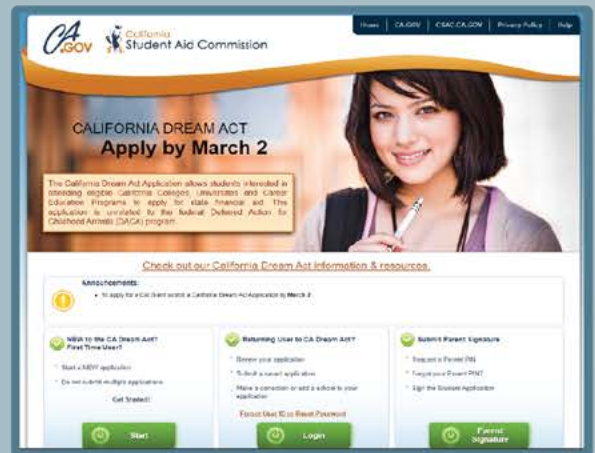 Home | CA.GOV | CSAC.CA.GOV | Privacy Policy | Help
CA.GOV
California
Student Aid Commission
CALIFORNIA DREAM ACT
Apply by March 2
The California Dream Act Application allows students interested in
attending eligible California Colleges, Universities and Career
Education Programs to apply for state financial aid. This
application is unrelated to the federal Deferred Action for
Childhood Arrivals (DACA) program.
Check out our California Dream Act Information & resources.
Announcements:
To apply for a Cal Grant submit a California Dream Act Application by March 2
NEW to the CA Dream Act?
First Time User?
Start a NEW application
Do not submit multiple applications
Get Started!
Start
Returning User to CA Dream Act?
Renew your application
Submit a saved application
Make a correction or add a school to your
application
Forgot User ID or Reset Password
Login
Submit Parent Signature
Request a Parent PIN
Forgot your Parent PIN?
Sign the Student Application
Parent
Signature